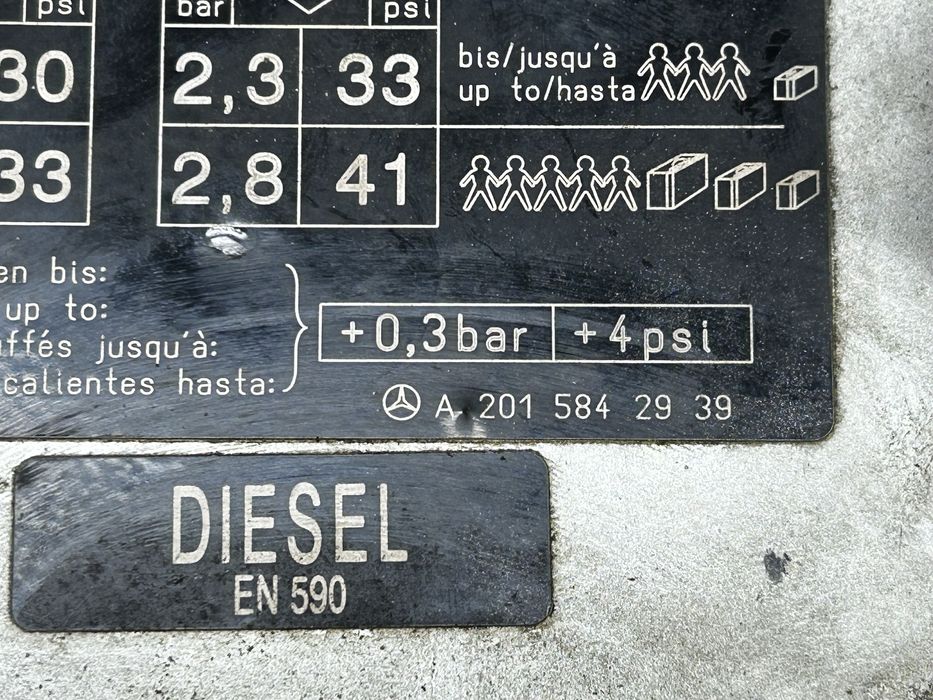 psi bar psi
30 2,3 33 bis/jusqu'à
up to/hasta
33 2,8 41
en bis:
up to:
uffés jusqu'à:
calientes hasta:
+0,3bar +4psi
A 201 584 29 39
DIESEL
EN 590